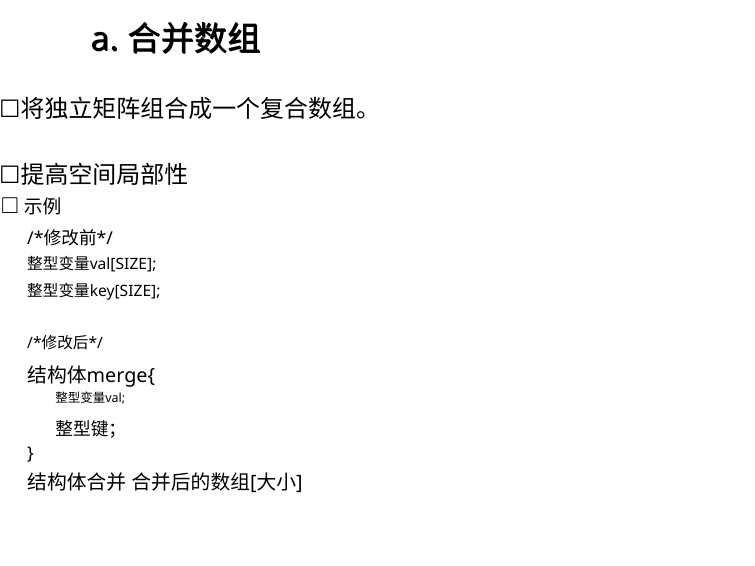 a. 合并数组
□将独立矩阵组合成一个复合数组。
□提高空间局部性
□ 示例
/*修改前*/
整型变量val[SIZE];
整型变量key[SIZE];
/*修改后*/
结构体merge{
整型变量val;
整型键；
}
结构体合并 合并后的数组[大小]